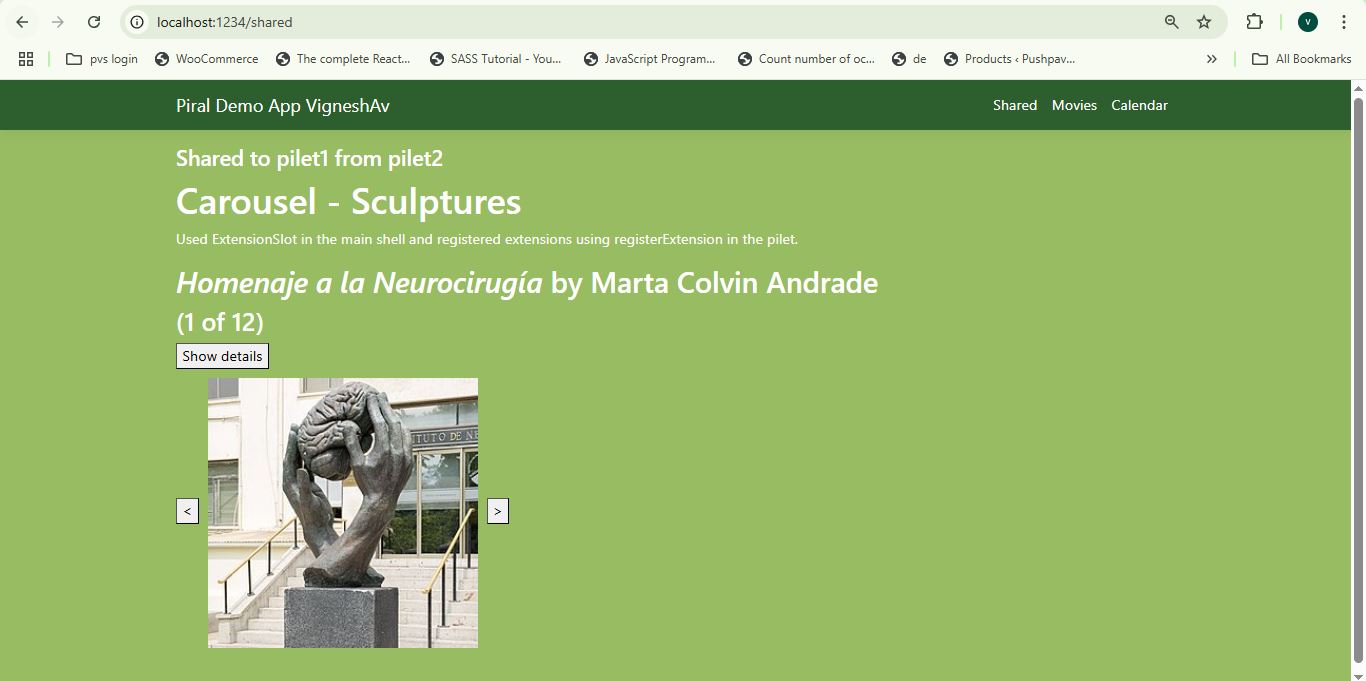 localhost:1234/shared
V
pvs login
WooCommerce
The complete React...
SASS Tutorial - You...
JavaScript Program...
Count number of oc...
de
Products ‹ Pushpav...
»
All Bookmarks
Piral Demo App VigneshAv
Shared
Movies
Calendar
Shared to pilet1 from pilet2
Carousel - Sculptures
Used ExtensionSlot in the main shell and registered extensions using registerExtension in the pilet.
Homenaje a la Neurocirugía by Marta Colvin Andrade
(1 of 12)
Show details
TUTO DE NE
<
>